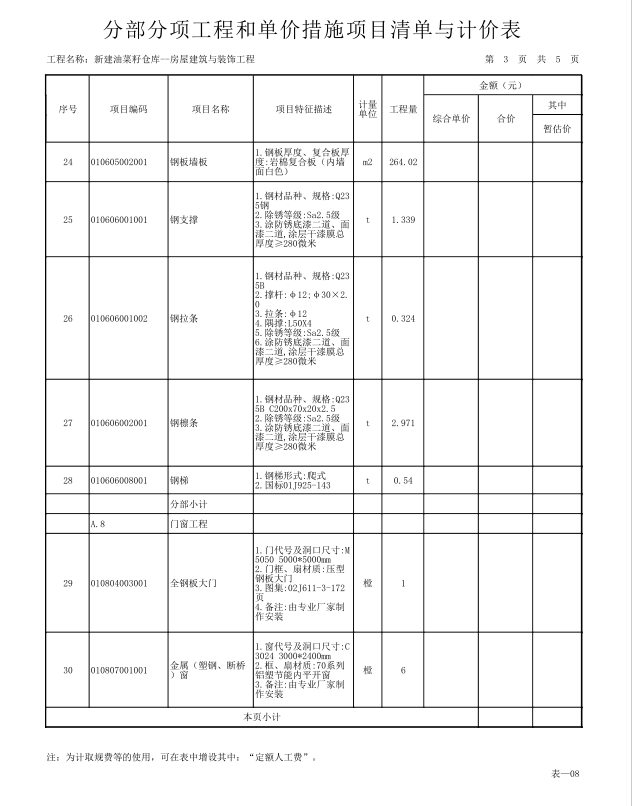 分部分项工程和单价措施项目清单与计价表
工程名称: 新建油菜籽仓库—房屋建筑与装饰工程 第 3 页 共 5 页
序号 项目编码 项目名称 项目特征描述 计量单位 工程量 金额（元）
综合单价 合价 其中
暂估价
24 010605002001 钢板墙板 1.钢板厚度、复合板厚
度:岩棉复合板（内墙
面白色） m2 264.02
25 010606001001 钢支撑 1.钢材品种、规格:Q23
5钢
2.除锈等级:Sa2.5级
3.涂防锈底漆二道、面
漆二道,涂层干漆膜总
厚度≥280微米 t 1.339
26 010606001002 钢拉条 1.钢材品种、规格:Q23
5B
2.撑杆:φ12;φ30×2.
0
3.拉条:φ12
4.隅撑:L50X4
5.除锈等级:Sa2.5级
6.涂防锈底漆二道、面
漆二道,涂层干漆膜总
厚度≥280微米 t 0.324
27 010606002001 钢檩条 1.钢材品种、规格:Q23
5B C200x70x20x2.5
2.除锈等级:Sa2.5级
3.涂防锈底漆二道、面
漆二道,涂层干漆膜总
厚度≥280微米 t 2.971
28 010606008001 钢梯 1.钢梯形式:爬式
2.国标01J925-143 t 0.54
分部小计
A.8 门窗工程
29 010804003001 全钢板大门 1.门代号及洞口尺寸:M
5050 5000*5000mm
2.门框、扇材质:压型
钢板大门
3.图集:02J611-3-172
页
4.备注:由专业厂家制
作安装 樘 1
30 010807001001 金属（塑钢、断桥
）窗 1.窗代号及洞口尺寸:C
3024 3000*2400mm
2.框、扇材质:70系列
铝塑节能内平开窗
3.备注:由专业厂家制
作安装 樘 6
本页小计
注: 为计取规费等的使用，可在表中增设其中: “定额人工费”。
表—08